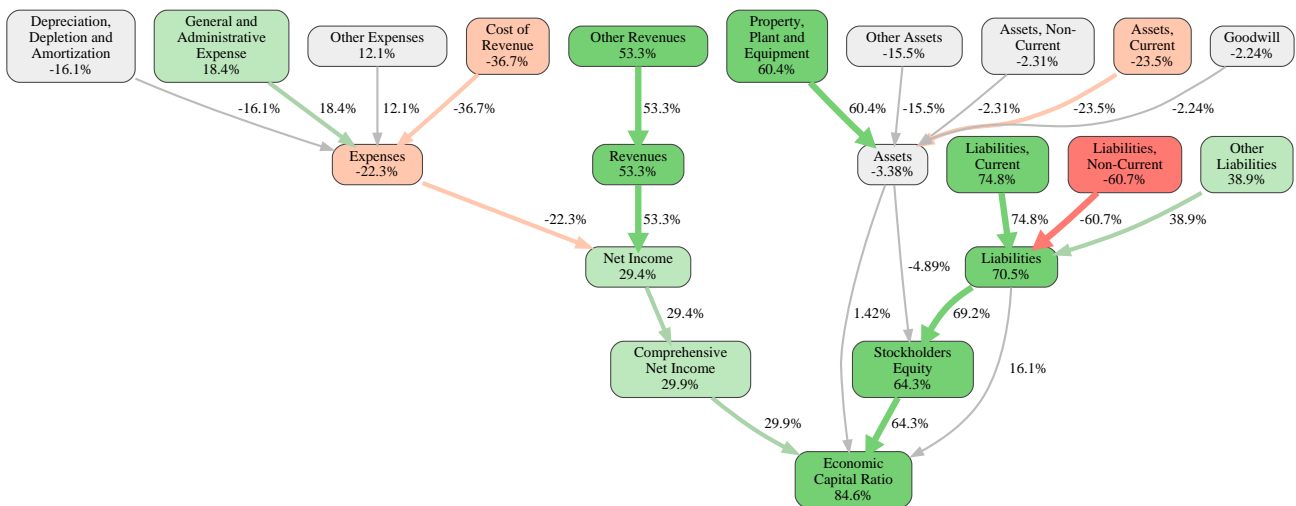 Depreciation,
Depletion and
Amortization
-16.1%
General and
Administrative
Expense
18.4%
Other Expenses
12.1%
Cost of
Revenue
-36.7%
Other Revenues
53.3%
Property,
Plant and
Equipment
60.4%
Other Assets
-15.5%
Assets, Non-
Current
-2.31%
Assets,
Current
-23.5%
Goodwill
-2.24%
-16.1%
18.4%
12.1%
-36.7%
53.3%
60.4%
-15.5%
-2.31%
-23.5%
-2.24%
Expenses
-22.3%
Revenues
53.3%
Assets
-3.38%
Liabilities,
Current
74.8%
Liabilities,
Non-Current
-60.7%
Other
Liabilities
38.9%
-22.3%
53.3%
74.8%
-60.7%
38.9%
Net Income
29.4%
-4.89%
Liabilities
70.5%
29.4%
1.42%
69.2%
Comprehensive
Net Income
29.9%
Stockholders
Equity
64.3%
16.1%
29.9%
64.3%
Economic
Capital Ratio
84.6%